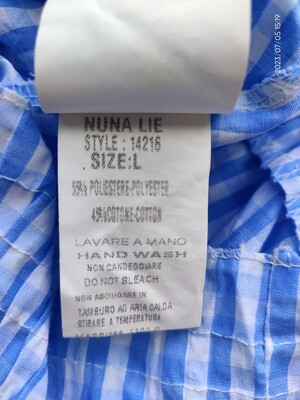 2023/07/05 15:19
NUNA LIE
STYLE : 14216
SIZE:L
55% POLIESTERE-POLYESTER
45%COTONE-COTTON
LAVARE A MANO
HAND WASH
NON CANDEGGIARE
DO NOT BLEACH
NON ASCIUGARE IN
TAMBURO AD ARIA CALDA
STIRARE A TEMPERATURA